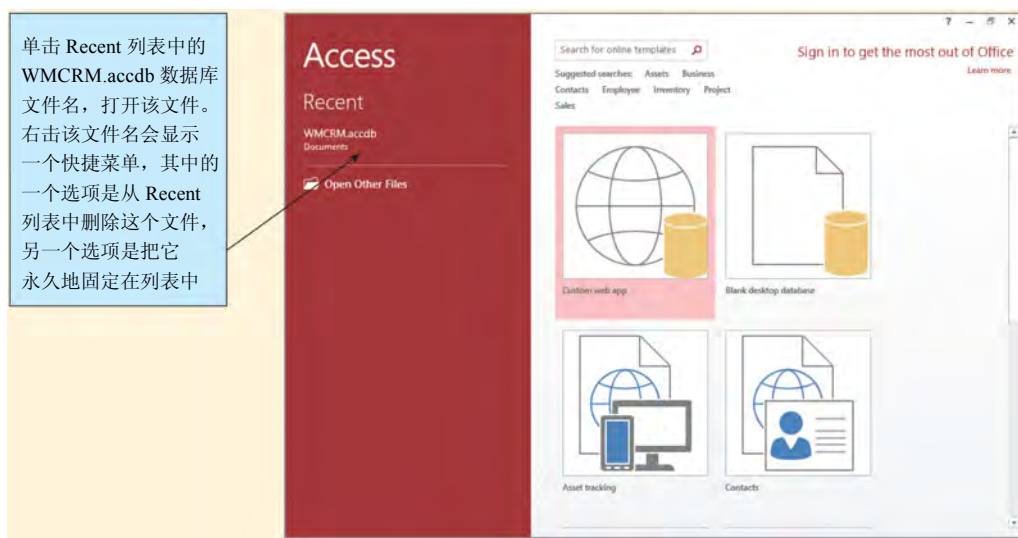 单击 Recent 列表中的
WMCRM.accdb 数据库
文件名，打开该文件。
右击该文件名会显示
一个快捷菜单，其中的
一个选项是从 Recent
列表中删除这个文件，
另一个选项是把它
永久地固定在列表中
Access
Recent
WMCRM.accdb
Documents
Open Other Files
Search for online templates
Suggested searches: Assets Business
Contacts Employee Inventory Project
Sales
Sign in to get the most out of Office
Learn more
Custom web app
Blank desktop database
Asset tracking
Contacts